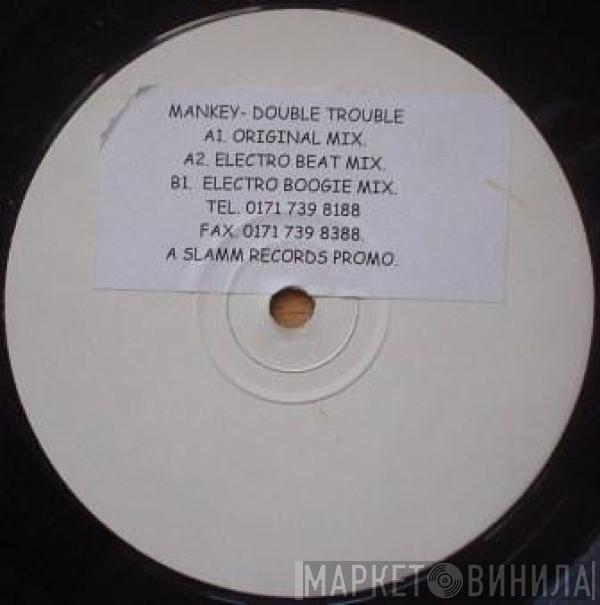 MANKEY- DOUBLE TROUBLE
A1. ORIGINAL MIX.
A2. ELECTRO BEAT MIX.
B1. ELECTRO BOOGIE MIX.
TEL. 0171 739 8188
FAX. 0171 739 8388.
A SLAMM RECORDS PROMO.
МАРКЕТ ВИНИЛА